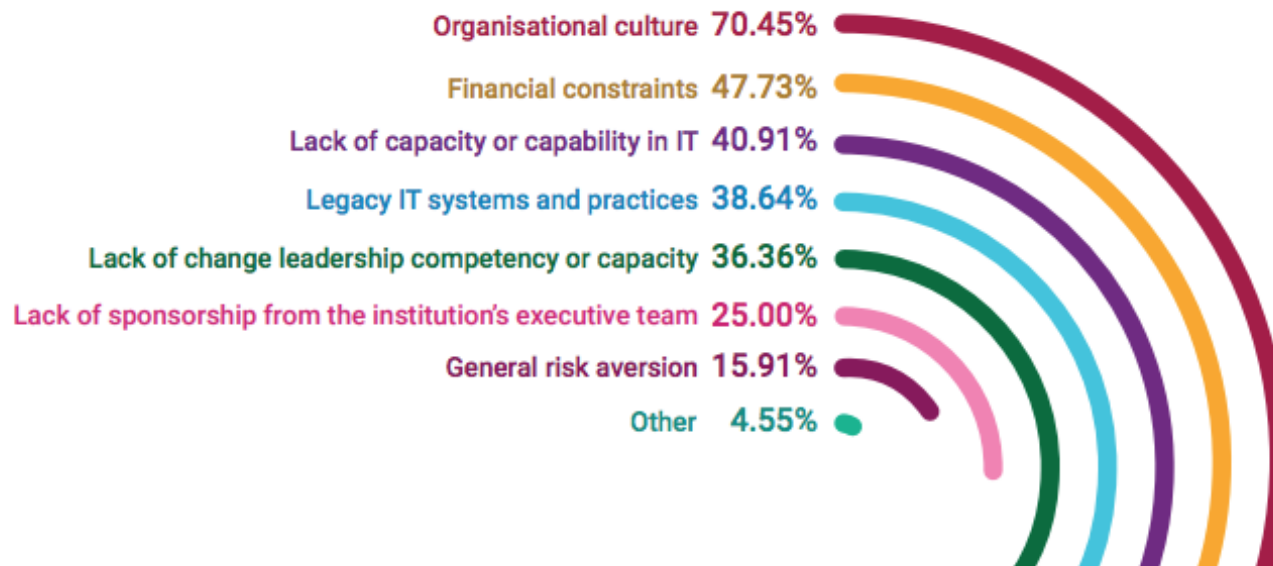 Organisational culture 70.45%
Financial constraints 47.73%
Lack of capacity or capability in IT 40.91%
Legacy IT systems and practices 38.64%
Lack of change leadership competency or capacity 36.36%
Lack of sponsorship from the institution’s executive team 25.00%
General risk aversion 15.91%
Other 4.55%